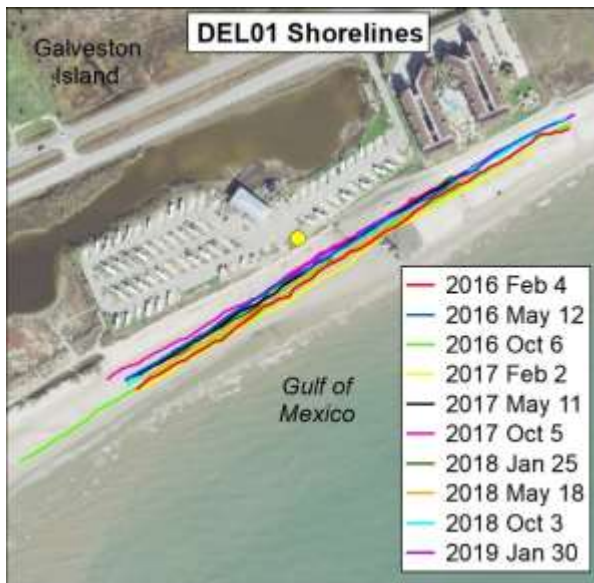 DEL01 Shorelines
Galveston
Island
2016 Feb 4
2016 May 12
2016 Oct 6
2017 Feb 2
2017 May 11
2017 Oct 5
2018 Jan 25
2018 May 18
2018 Oct 3
2019 Jan 30
Gulf of
Mexico